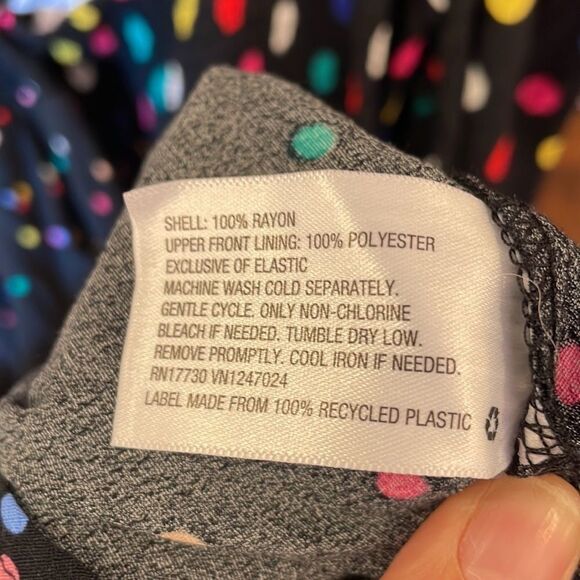 SHELL: 100% RAYON
UPPER FRONT LINING: 100% POLYESTER
EXCLUSIVE OF ELASTIC
MACHINE WASH COLD SEPARATELY.
GENTLE CYCLE. ONLY NON-CHLORINE
BLEACH IF NEEDED. TUMBLE DRY LOW.
REMOVE PROMPTLY. COOL IRON IF NEEDED.
RN17730 VN1247024
LABEL MADE FROM 100% RECYCLED PLASTIC